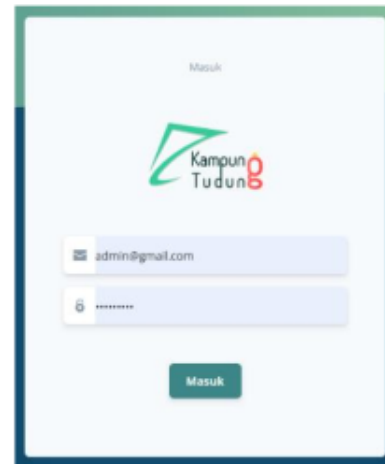 Masuk
Kampung
Tudung
admin@gmail.com
.........
Masuk